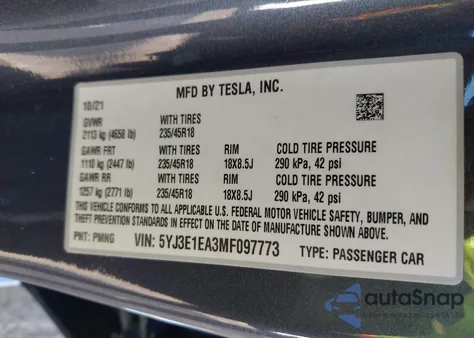 MFD BY TESLA, INC.
10/21
GVWR WITH TIRES
2113 kg (4658 lb) 235/45R18
GAWR FRT WITH TIRES RIM COLD TIRE PRESSURE
1110 kg (2447 lb) 235/45R18 18X8.5J 290 kPa, 42 psi
GAWR RR WITH TIRES RIM COLD TIRE PRESSURE
1257 kg (2771 lb) 235/45R18 18X8.5J 290 kPa, 42 psi
THIS VEHICLE CONFORMS TO ALL APPLICABLE U.S. FEDERAL MOTOR VEHICLE SAFETY, BUMPER, AND
THEFT PREVENTION STANDARDS IN EFFECT ON THE DATE OF MANUFACTURE SHOWN ABOVE.
PNT: PMNG VIN: 5YJ3E1EA3MF097773 TYPE: PASSENGER CAR
autoSnap